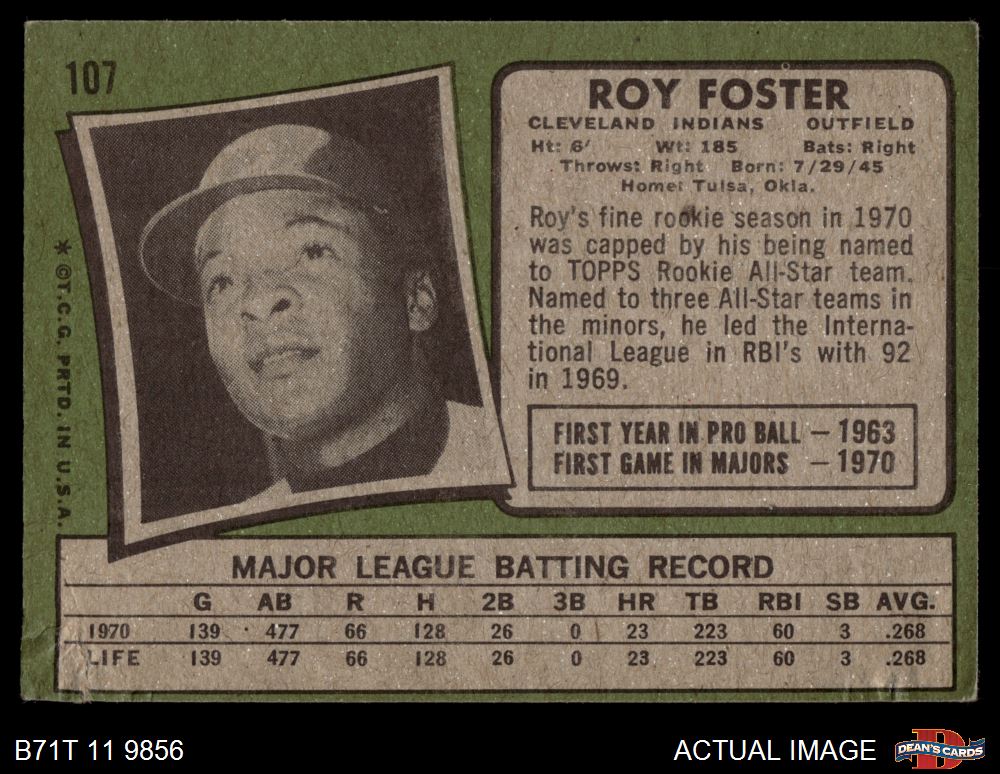 107
ROY FOSTER
CLEVELAND INDIANS OUTFIELD
Ht: 6' Wt: 185 Bats: Right
Throws: Right Born: 7/29/45
Home: Tulsa, Okla.
Roy's fine rookie season in 1970
was capped by his being named
to TOPPS Rookie All-Star team.
Named to three All-Star teams in
the minors, he led the Interna-
tional League in RBI's with 92
in 1969.
FIRST YEAR IN PRO BALL – 1963
FIRST GAME IN MAJORS – 1970
* © T.C.G. PRTD. IN U.S.A.
MAJOR LEAGUE BATTING RECORD
G AB R H 2B 3B HR TB RBI SB AVG.
1970 139 477 66 128 26 0 23 223 60 3 .268
LIFE 139 477 66 128 26 0 23 223 60 3 .268
B71T 11 9856
ACTUAL IMAGE
D
DEAN'S CARDS